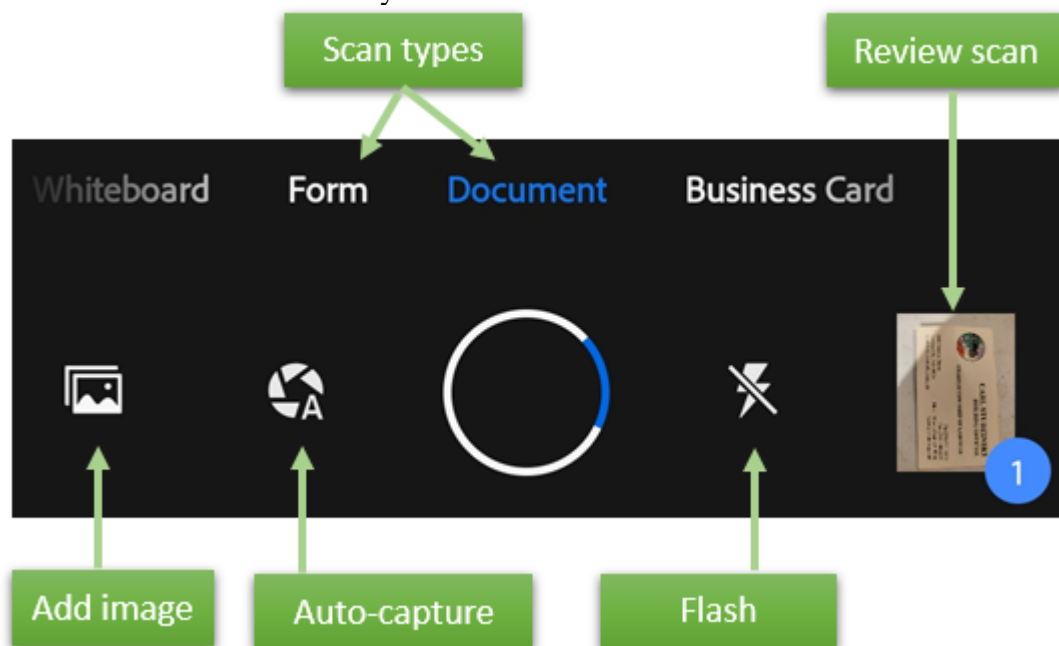 Scan types
Review scan
Whiteboard
Form
Document
Business Card
A
1
Add image
Auto-capture
Flash